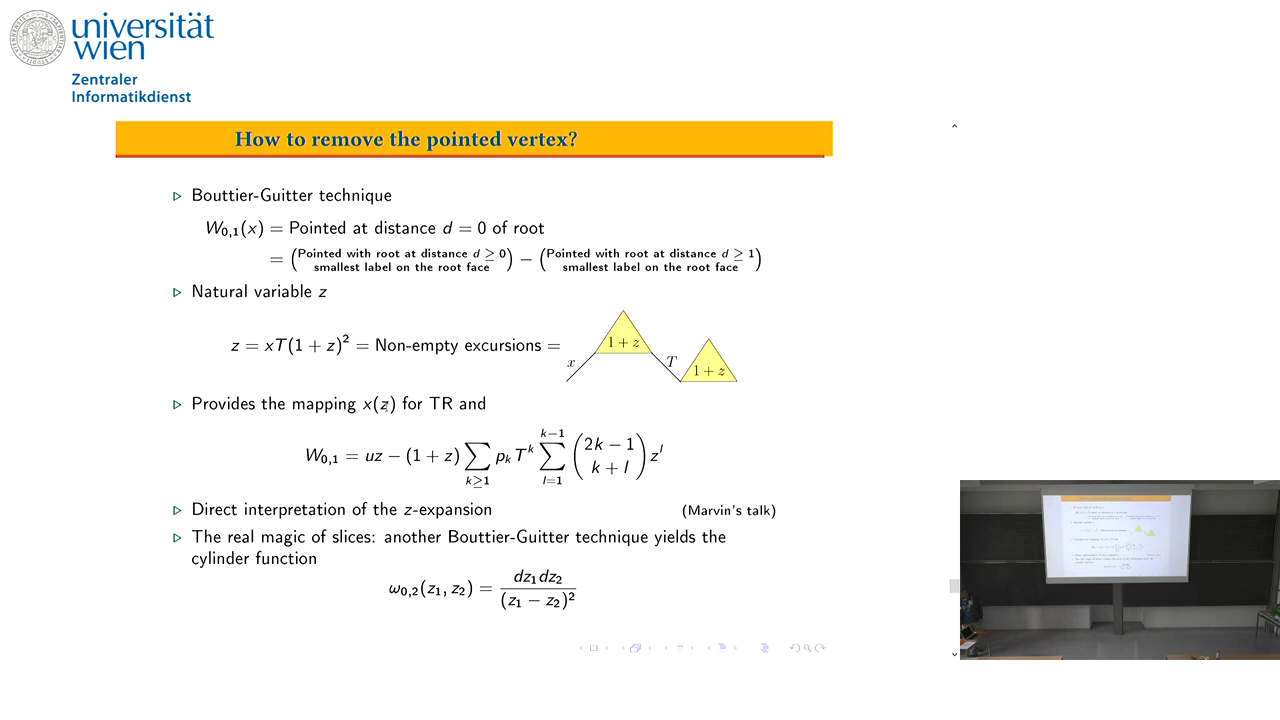 universität
wien
Zentraler
Informatikdienst
How to remove the pointed vertex?
Bouttier-Guitter technique
W₀,₁(x) = Pointed at distance d = 0 of root
= (Pointed with root at distance d ≥ 0 smallest label on the root face) − (Pointed with root at distance d ≥ 1 smallest label on the root face)
Natural variable z
z = xT(1 + z)² = Non-empty excursions =
x 1 + z T 1 + z
Provides the mapping x(z) for TR and
W₀,₁ = uz − (1 + z) ∑_{k≥1} p_k T^k ∑_{l=1}^{k−1} (2k − 1 \choose k + l) z^l
Direct interpretation of the z-expansion (Marvin's talk)
The real magic of slices: another Bouttier-Guitter technique yields the
cylinder function
ω₀,₂(z₁, z₂) = dz₁dz₂ / (z₁ − z₂)²